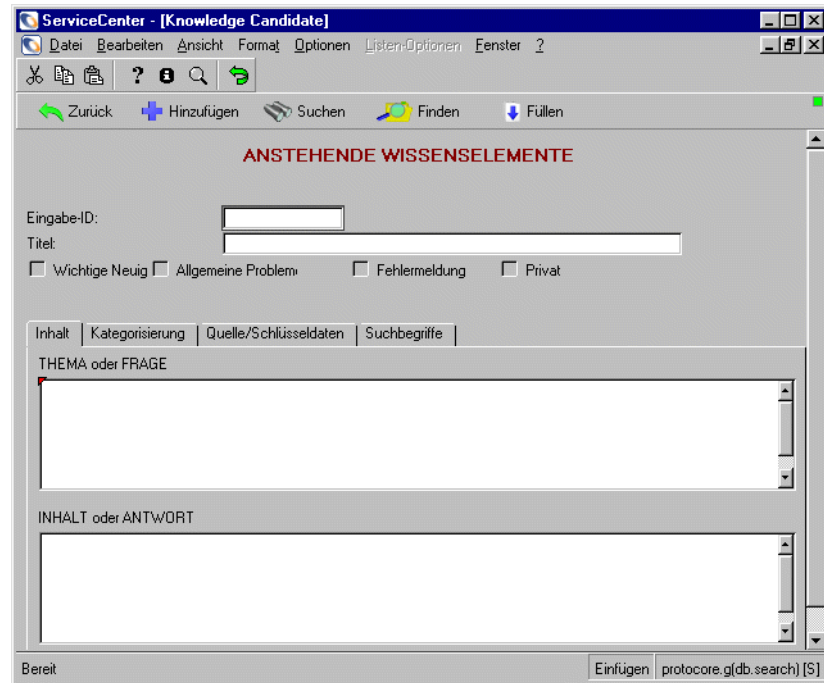 ServiceCenter - [Knowledge Candidate]
Datei Bearbeiten Ansicht Format Optionen Listen-Optionen Fenster ?
Zurück Hinzufügen Suchen Finden Füllen
ANSTEHENDE WISSENSELEMENTE
Eingabe-ID:
Titel:
Wichtige Neuig Allgemeine Problem Fehlermeldung Privat
Inhalt Kategorisierung Quelle/Schlüsseldaten Suchbegriffe
THEMA oder FRAGE
INHALT oder ANTWORT
Bereit Einfügen protocore.g(db.search) [S]